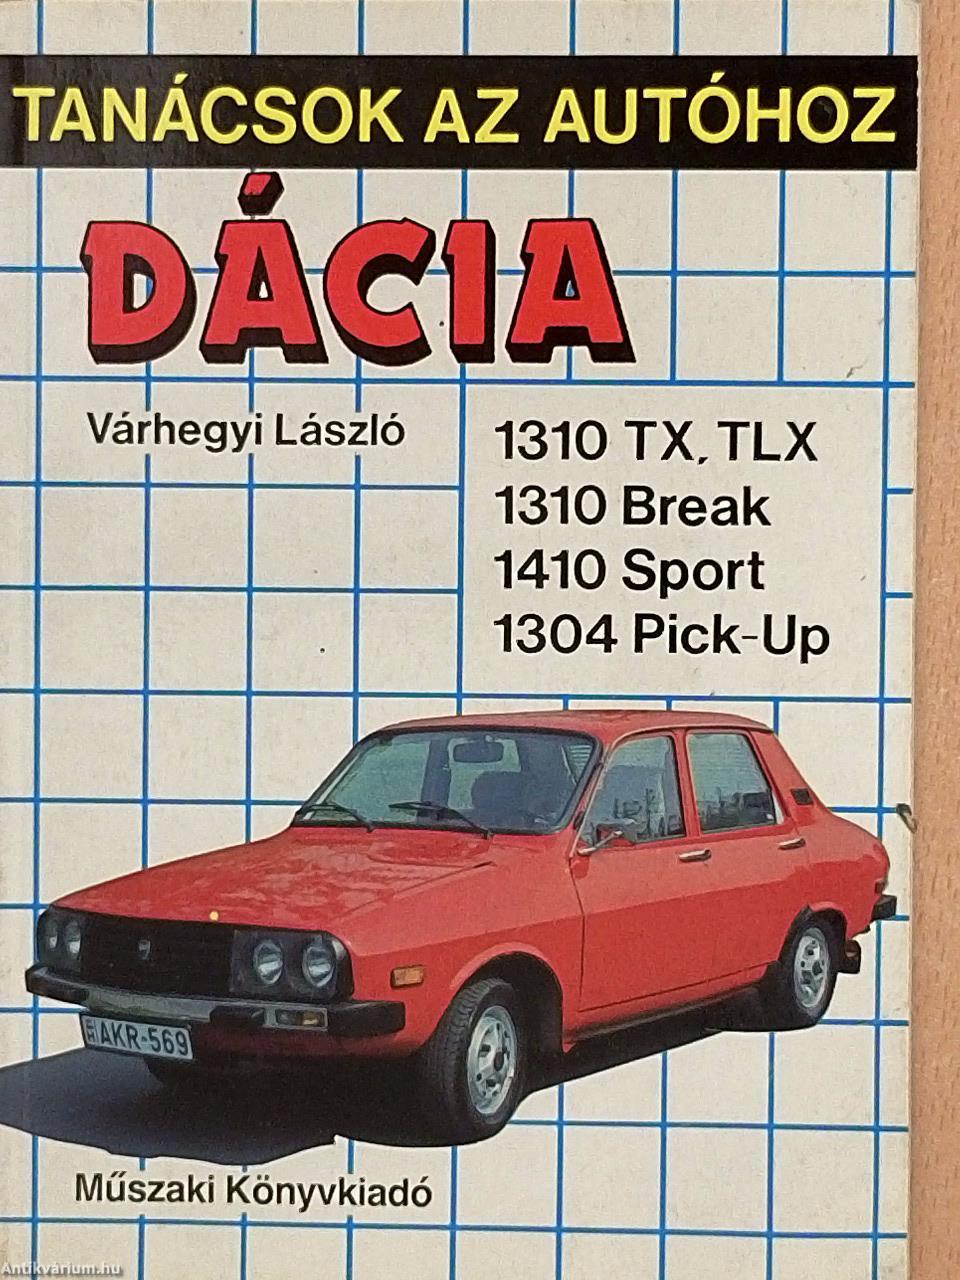 TANÁCSOK AZ AUTÓHOZ
DÁCIA
Várhegyi László
1310 TX, TLX
1310 Break
1410 Sport
1304 Pick-Up
AKR-569
Műszaki Könyvkiadó
Antikvárium.hu